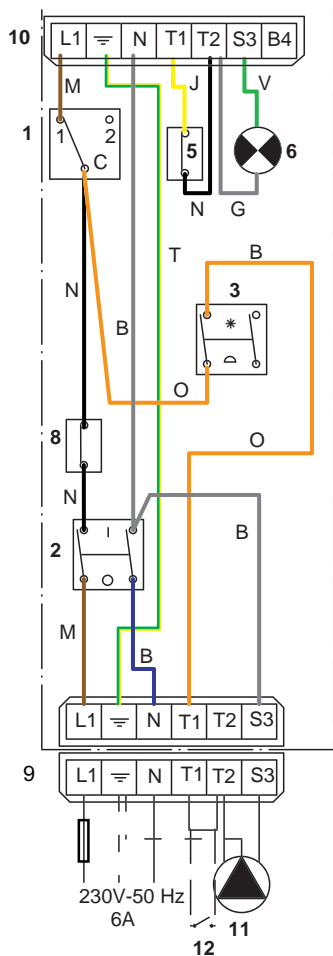 10 L1 ⏚ N T1 T2 S3 B4
M J V
1 1 2 5 6
C N G
T B
3
N B
O
8 O
N
2 I B
O
M B
L1 ⏚ N T1 T2 S3
9 L1 ⏚ N T1 T2 S3
230V-50 Hz
6A
11
12